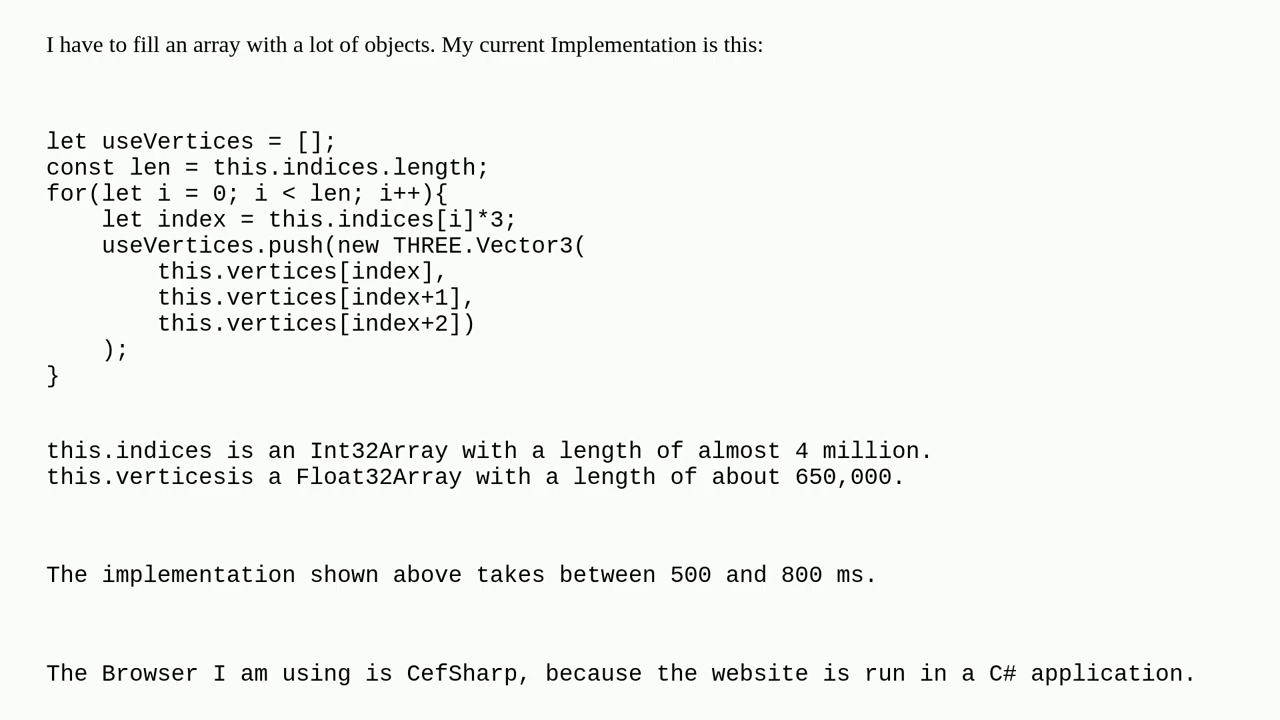 I have to fill an array with a lot of objects. My current Implementation is this:
let useVertices = [];
const len = this.indices.length;
for(let i = 0; i < len; i++){
    let index = this.indices[i]*3;
    useVertices.push(new THREE.Vector3(
        this.vertices[index],
        this.vertices[index+1],
        this.vertices[index+2])
    );
}
this.indices is an Int32Array with a length of almost 4 million.
this.verticesis a Float32Array with a length of about 650,000.
The implementation shown above takes between 500 and 800 ms.
The Browser I am using is CefSharp, because the website is run in a C# application.